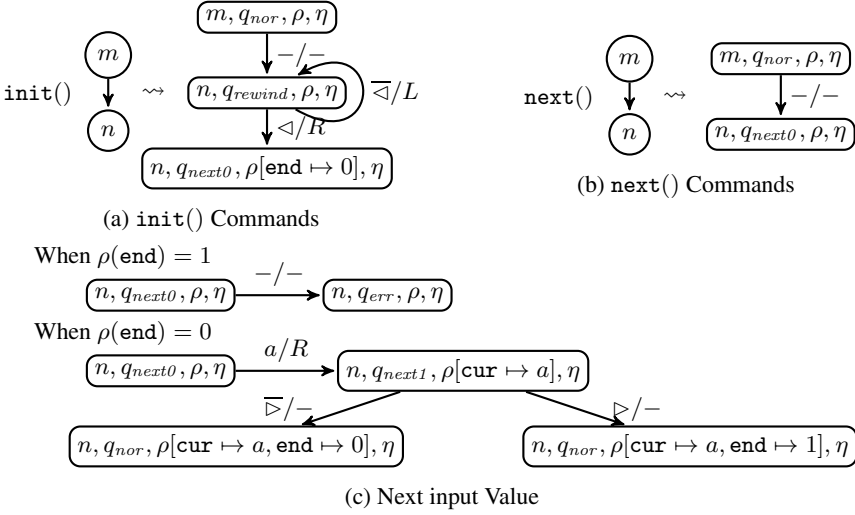 m, q_nor, ρ, η
−/−
m
init()
⇝
n, q_rewind, ρ, η
◁̅/L
n
◁/R
n, q_next0, ρ[end ↦ 0], η
(a) init() Commands
m
next()
⇝
m, q_nor, ρ, η
−/−
n
n, q_next0, ρ, η
(b) next() Commands
When ρ(end) = 1
n, q_next0, ρ, η
−/−
n, q_err, ρ, η
When ρ(end) = 0
n, q_next0, ρ, η
a/R
n, q_next1, ρ[cur ↦ a], η
▷̅/−
▷/−
n, q_nor, ρ[cur ↦ a, end ↦ 0], η
n, q_nor, ρ[cur ↦ a, end ↦ 1], η
(c) Next input Value